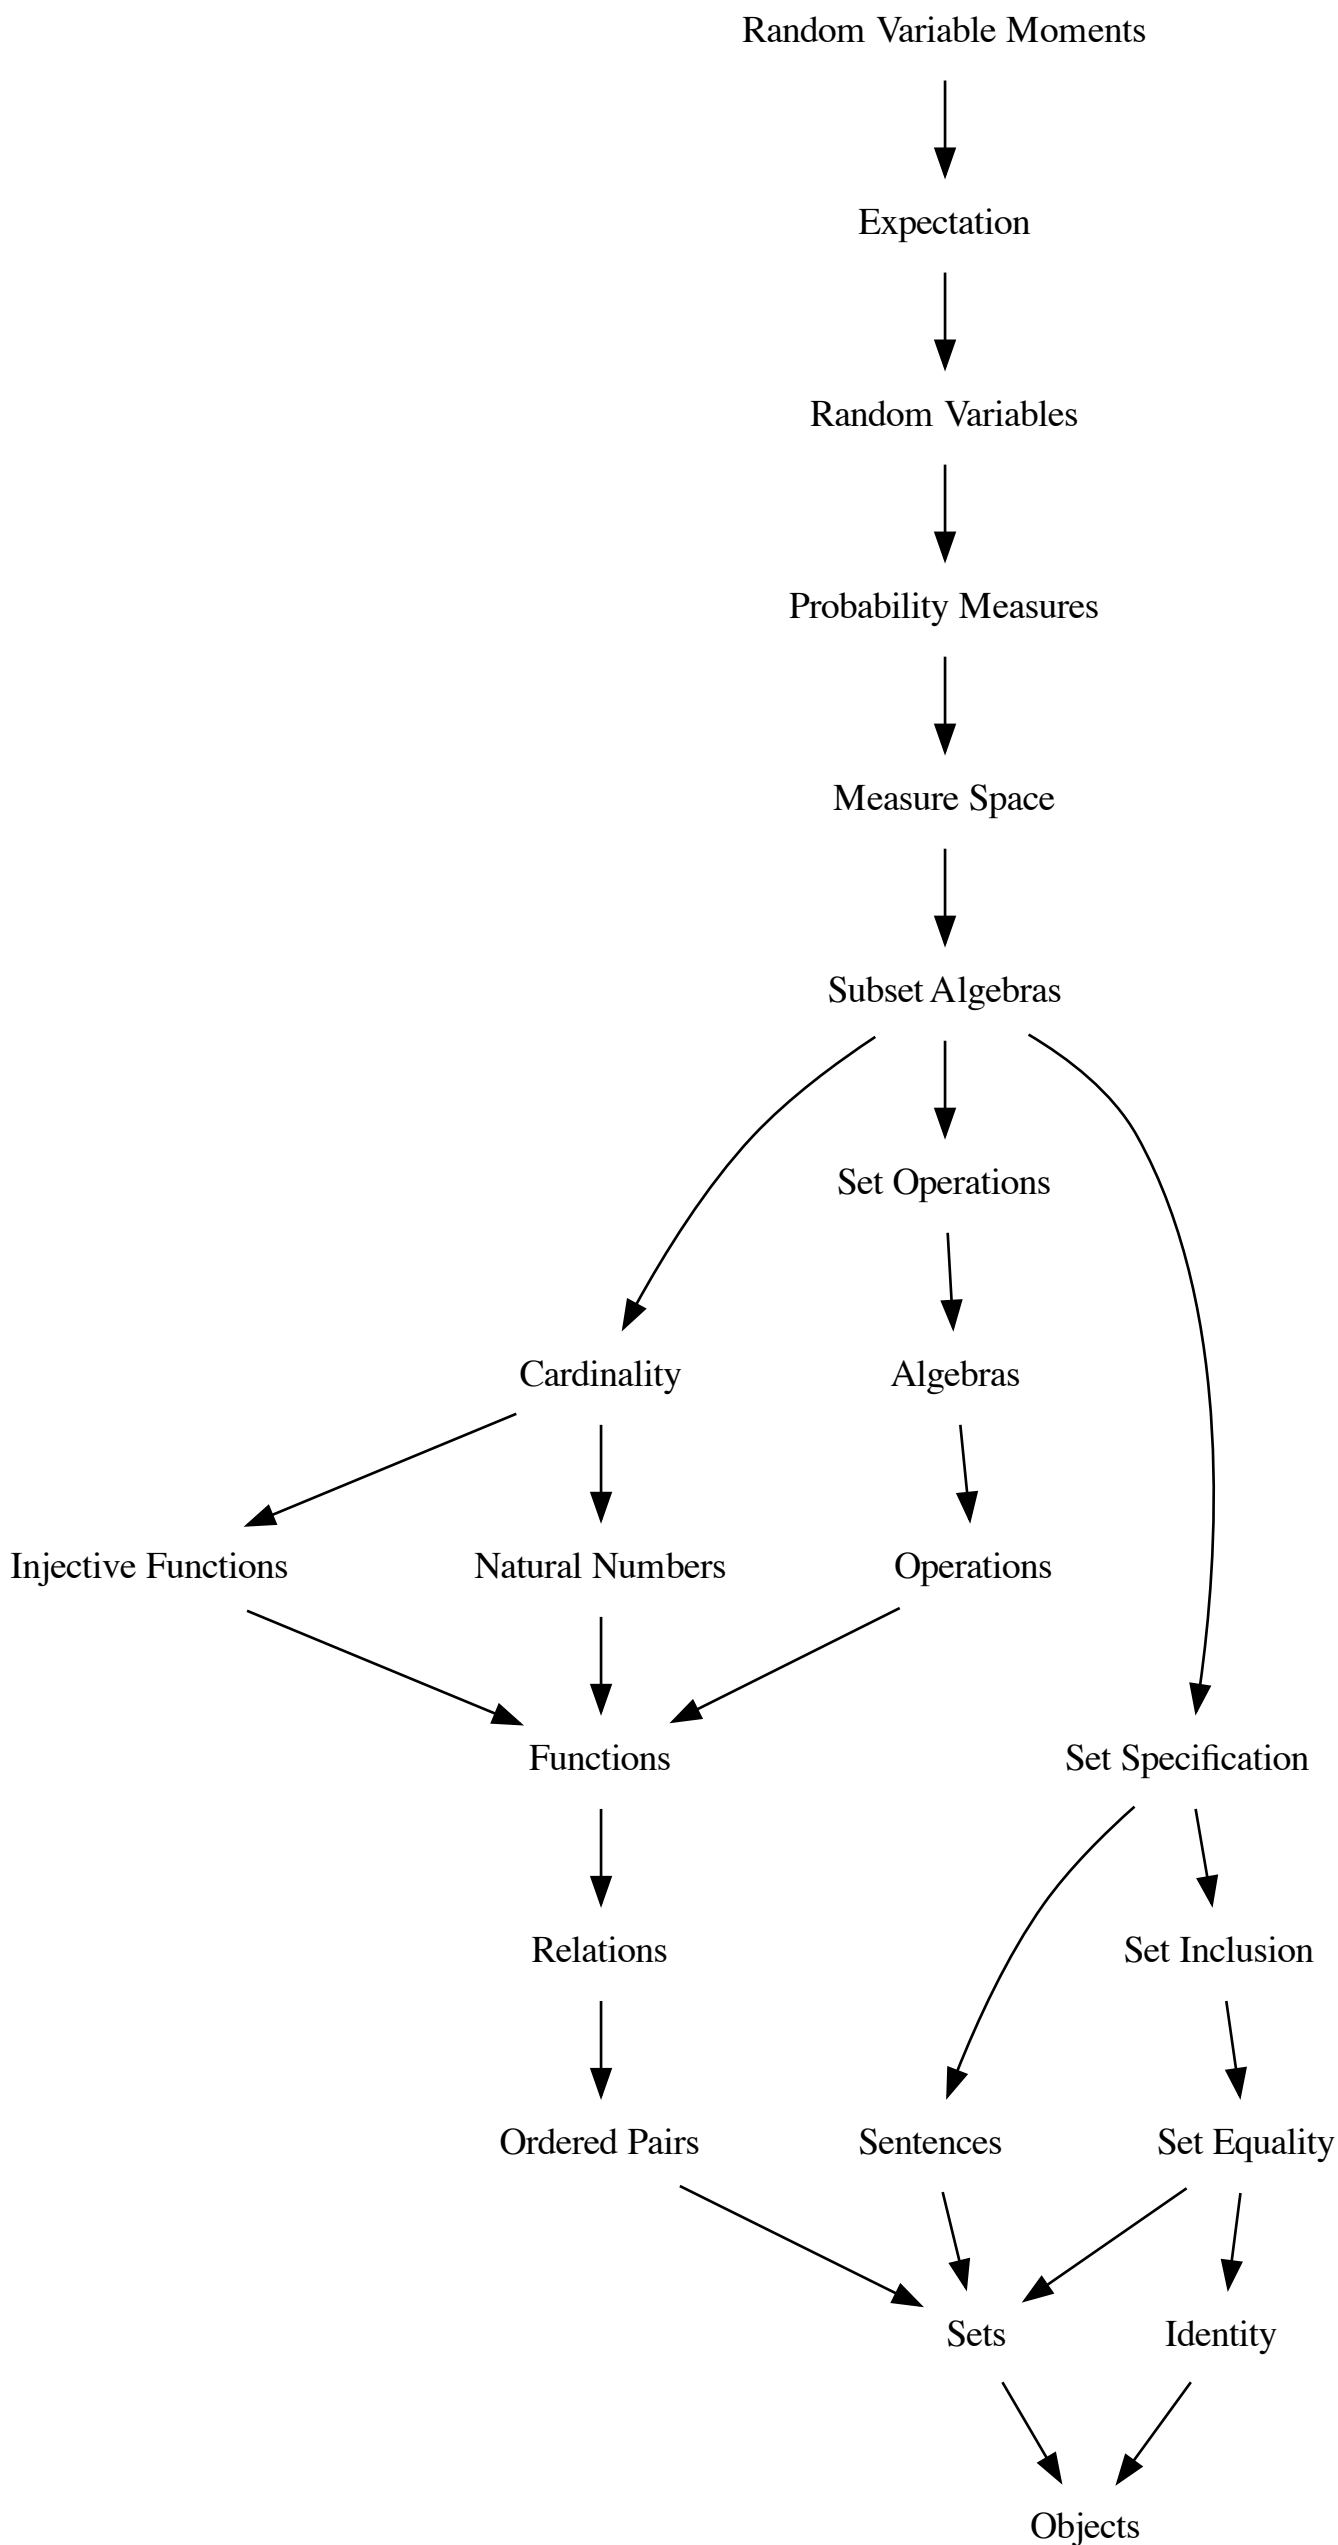 Random Variable Moments
Expectation
Random Variables
Probability Measures
Measure Space
Subset Algebras
Set Operations
Cardinality
Algebras
Injective Functions
Natural Numbers
Operations
Functions
Set Specification
Relations
Set Inclusion
Ordered Pairs
Sentences
Set Equality
Sets
Identity
Objects